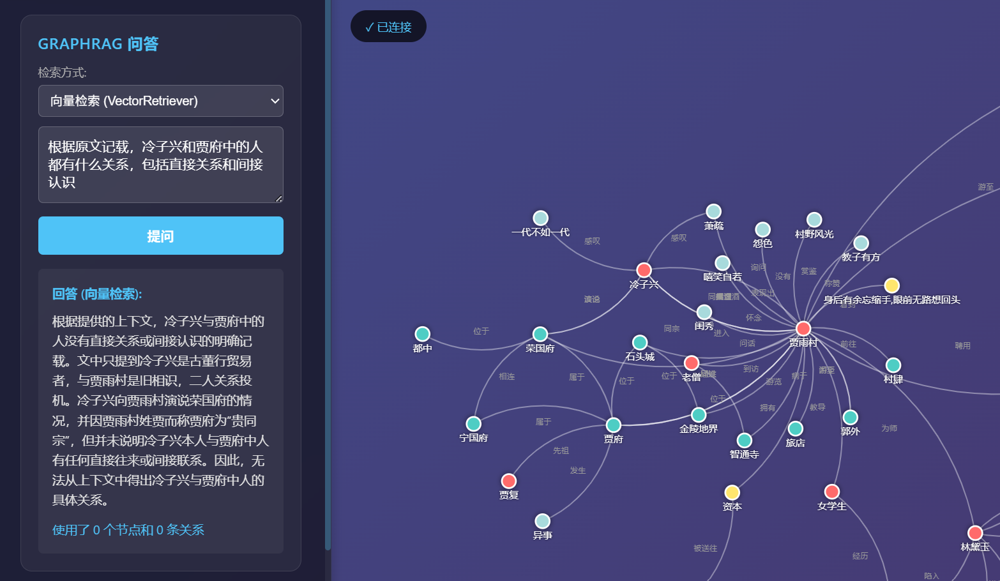 GRAPHRAG 问答
检索方式:
向量检索 (VectorRetriever)
根据原文记载，冷子兴和贾府中的人
都有什么关系，包括直接关系和间接
认识
提问
回答 (向量检索):
根据提供的上下文，冷子兴与贾府中的
人没有直接关系或间接认识的明确记
载。文中只提到冷子兴是古董行贸易
者，与贾雨村是旧相识，二人关系投
机。冷子兴向贾雨村演说荣国府的情
况，并因贾雨村姓贾而称贾府为“贵同
宗”，但并未说明冷子兴本人与贾府中人
有任何直接往来或间接联系。因此，无
法从上下文中得出冷子兴与贾府中人的
具体关系。
使用了 0 个节点和 0 条关系
✓ 已连接
游至
一代不如一代
感叹
感叹
萧疏
怨色
村野风光
教子有方
冷子兴
嘻笑自若
询问
没有
赏鉴
称赞
身后有余忘缩手,眼前无路想回头
看到
表现出
闺秀
怀念
都中
位于
荣国府
同宗
进入
石头城
问话
贾雨村
前往
聘用
老僧
到访
村肆
相连
属于
位于
位于
游览
病于
位于
拥有
教导
宁国府
属于
贾府
金陵地界
智通寺
旅店
郭外
为师
先祖
发生
贾复
资本
女学生
异事
被送往
经历
林黛玉
陷入